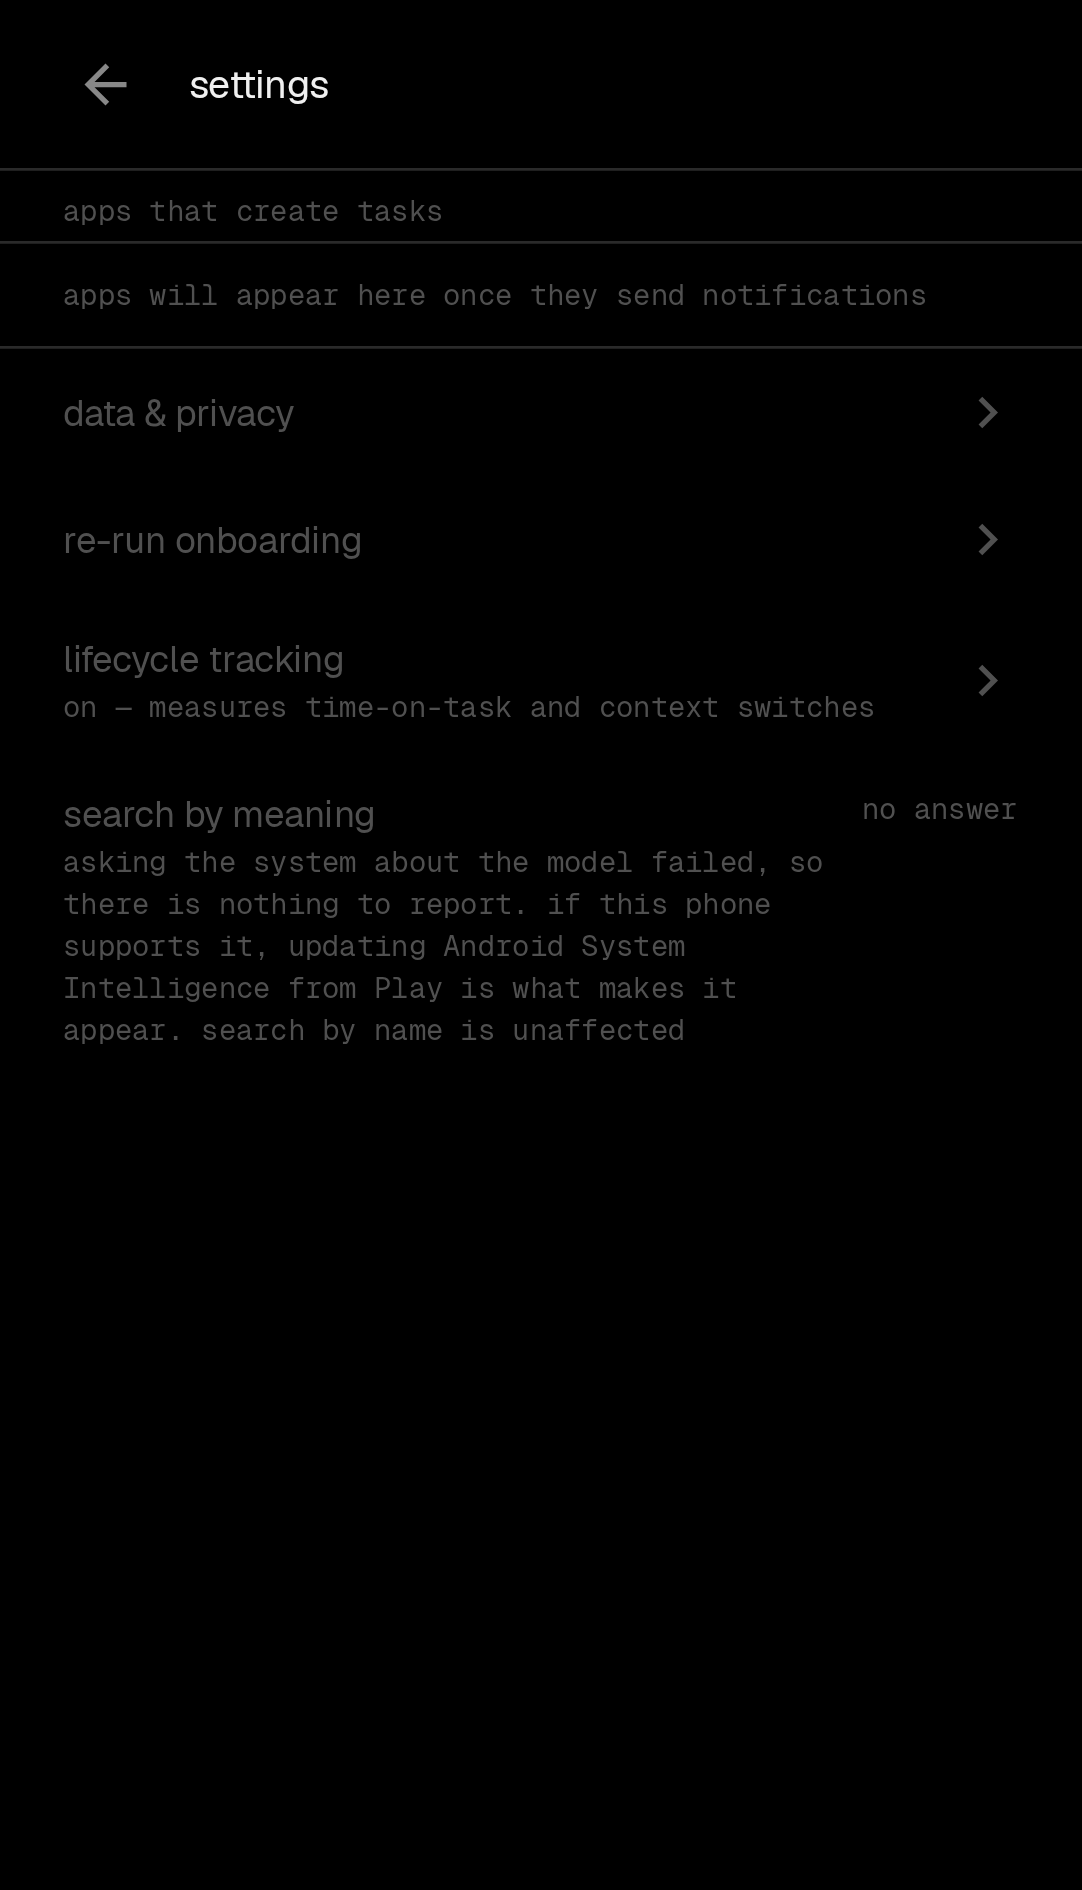 settings
apps that create tasks
apps will appear here once they send notifications
data & privacy
re-run onboarding
lifecycle tracking
on — measures time-on-task and context switches
search by meaning
no answer
asking the system about the model failed, so
there is nothing to report. if this phone
supports it, updating Android System
Intelligence from Play is what makes it
appear. search by name is unaffected